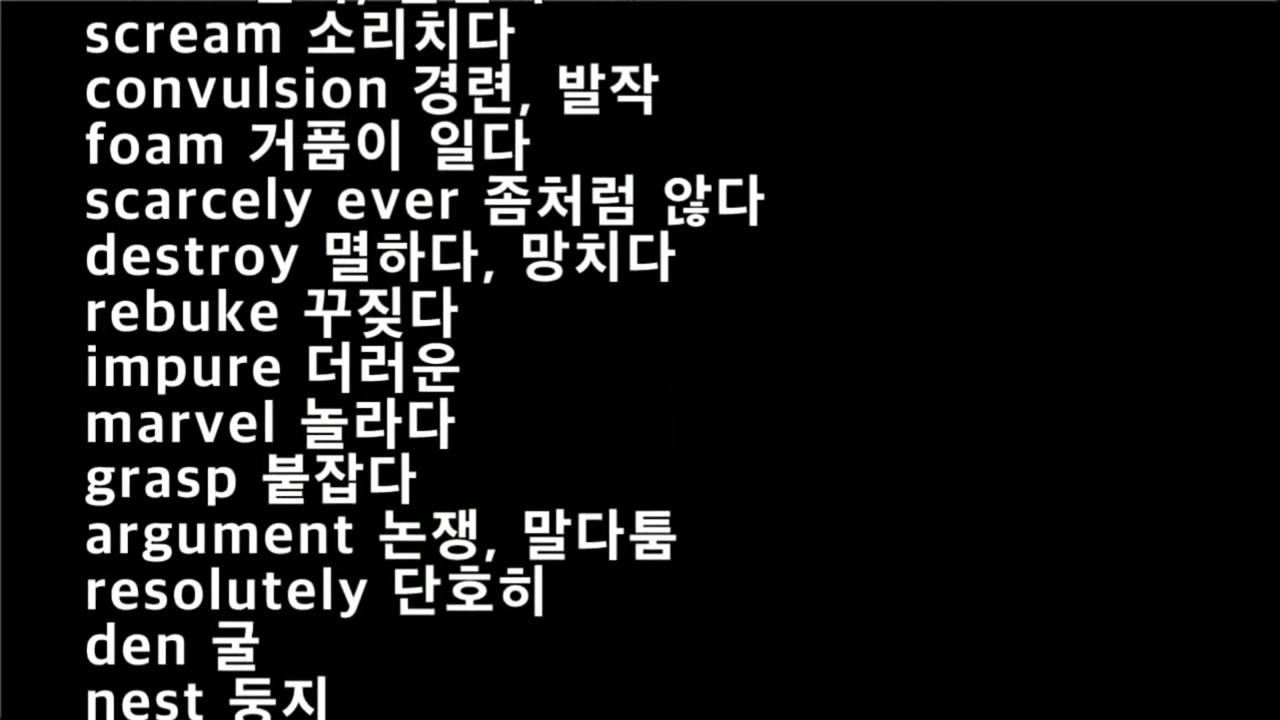 scream 소리치다
convulsion 경련, 발작
foam 거품이 일다
scarcely ever 좀처럼 않다
destroy 멸하다, 망치다
rebuke 꾸짖다
impure 더러운
marvel 놀라다
grasp 붙잡다
argument 논쟁, 말다툼
resolutely 단호히
den 굴
nest 둥지